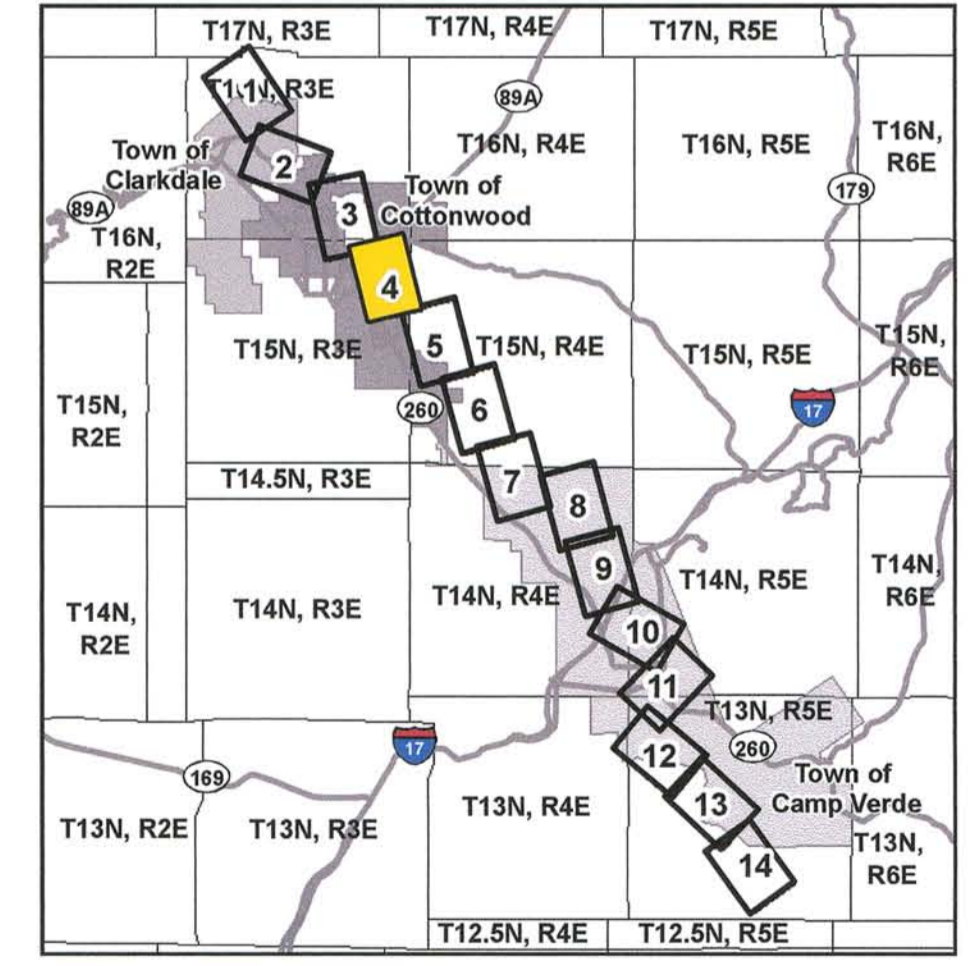 T17N, R3E
T17N, R4E
T17N, R5E
1
89A
T16N, R4E
T16N, R5E
T16N,
R6E
Town of
Clarkdale
2
179
Town of
Cottonwood
3
89A
T16N,
R2E
4
T15N, R3E
5
T15N, R4E
T15N, R5E
T15N,
R6E
T15N,
R2E
260
6
17
T14.5N, R3E
7
8
9
T14N, R4E
T14N, R5E
T14N,
R6E
T14N,
R2E
T14N, R3E
10
11
T13N, R5E
260
12
17
169
13
Town of
Camp Verde
T13N, R2E
T13N, R3E
T13N, R4E
T13N,
R6E
14
T12.5N, R4E
T12.5N, R5E